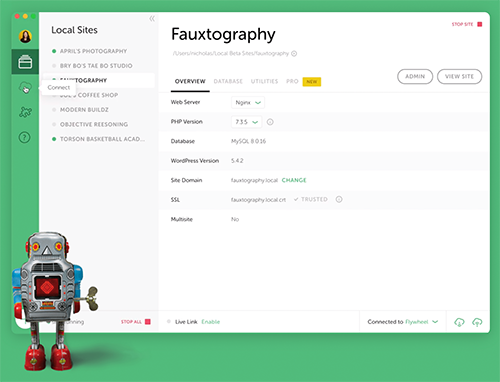 Local Sites
APRIL'S PHOTOGRAPHY
BRY BO'S TAE BO STUDIO
FAUXTOGRAPHY
JOE'S COFFEE SHOP
MODERN BUILDZ
OBJECTIVE REESONING
TORSON BASKETBALL ACAD...
Connect
STOP ALL
STOP SITE
Fauxtography
/Users/nicholas/Local Beta Sites/fauxtography
OVERVIEW DATABASE UTILITIES PRO NEW
ADMIN VIEW SITE
Web Server Nginx
PHP Version 7.3.5
Database MySQL 8.0.16
WordPress Version 5.4.2
Site Domain fauxtography.local CHANGE
SSL fauxtography.local.crt ✓ TRUSTED
Multisite No
Live Link Enable
Connected to Flywheel